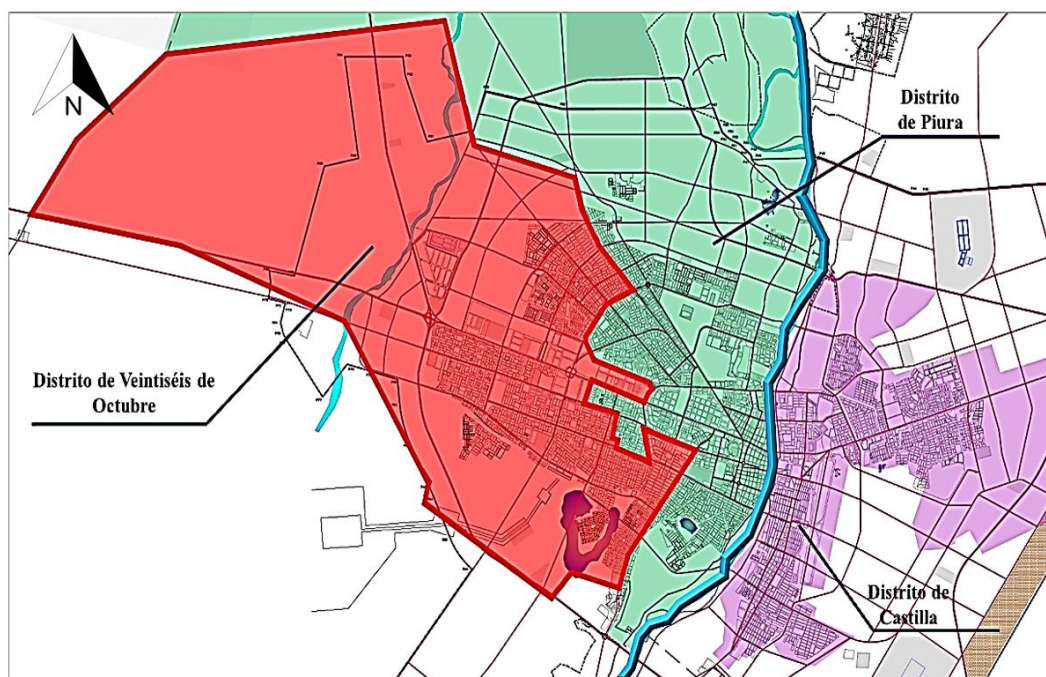 N
Distrito
de Piura
Distrito de Veintiséis de
Octubre
Distrito de
Castilla